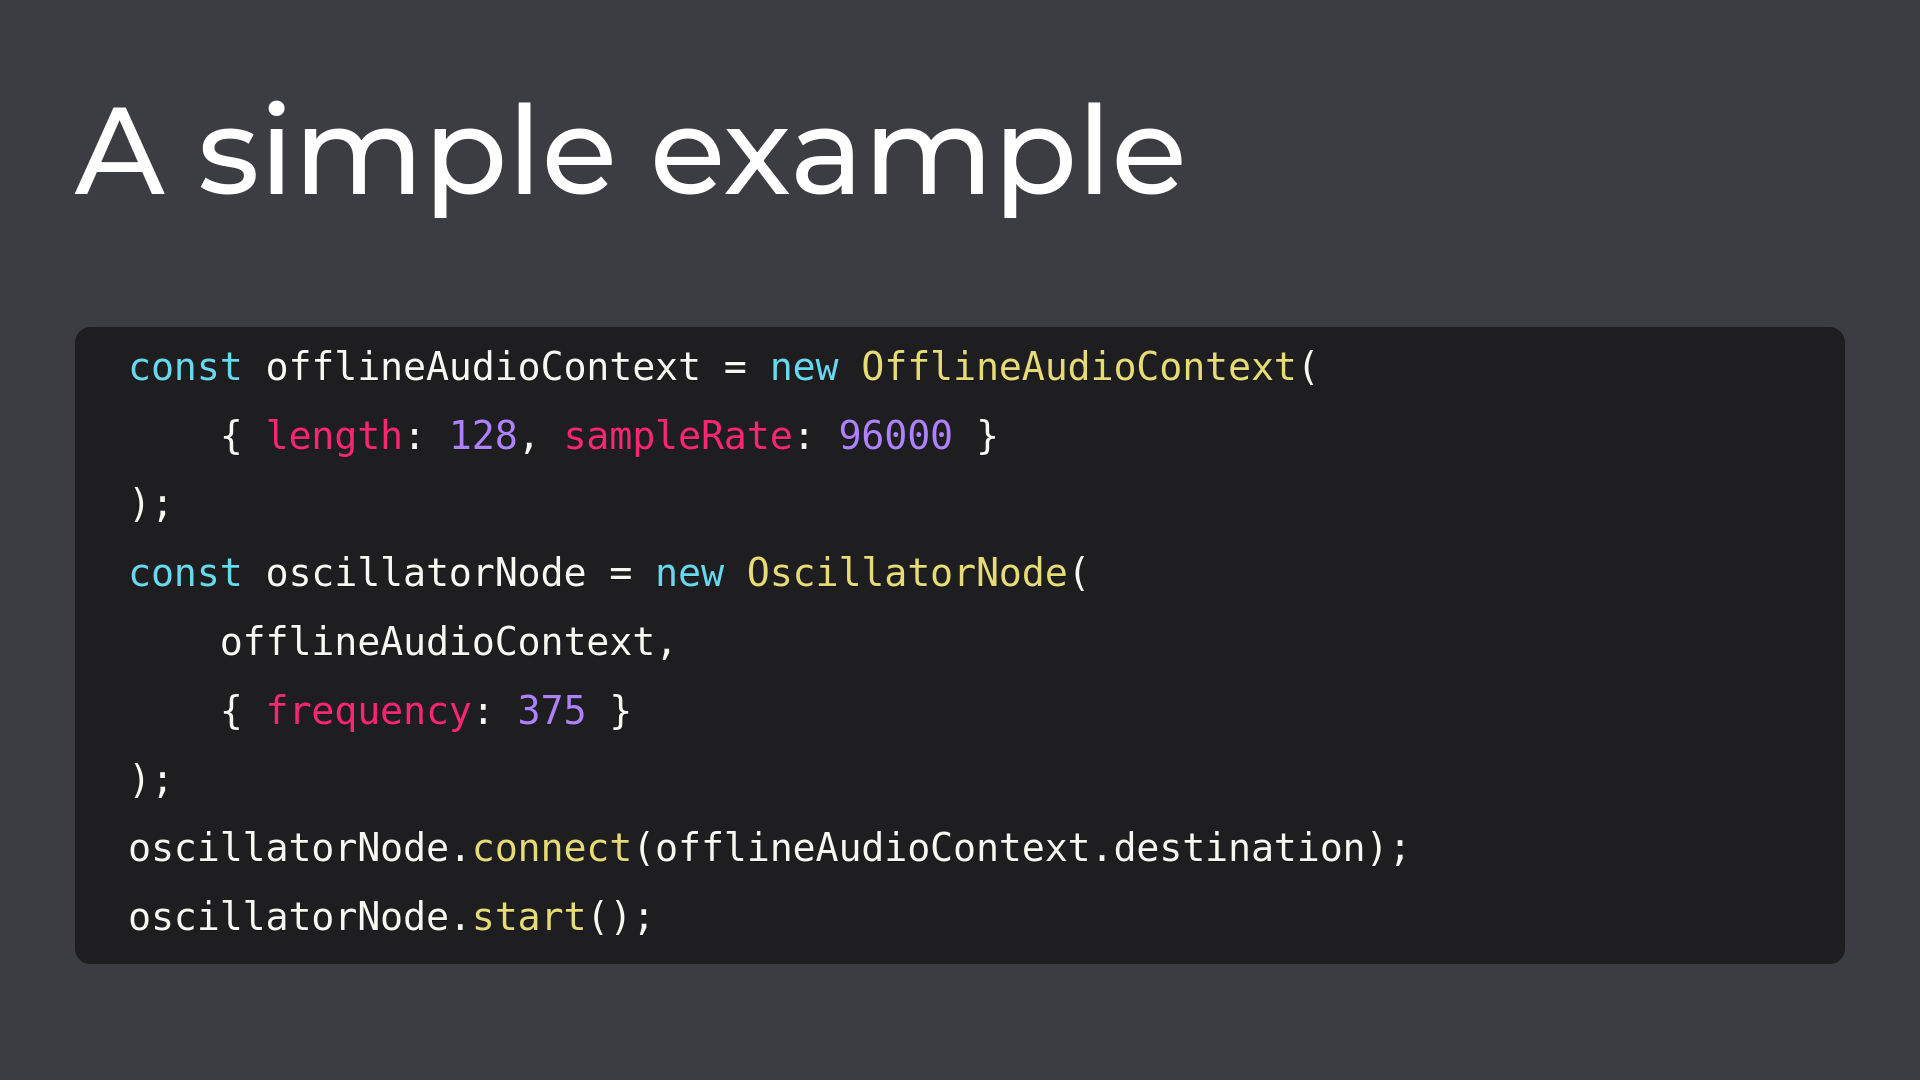 A simple example
const offlineAudioContext = new OfflineAudioContext(
    { length: 128, sampleRate: 96000 }
);
const oscillatorNode = new OscillatorNode(
    offlineAudioContext,
    { frequency: 375 }
);
oscillatorNode.connect(offlineAudioContext.destination);
oscillatorNode.start();